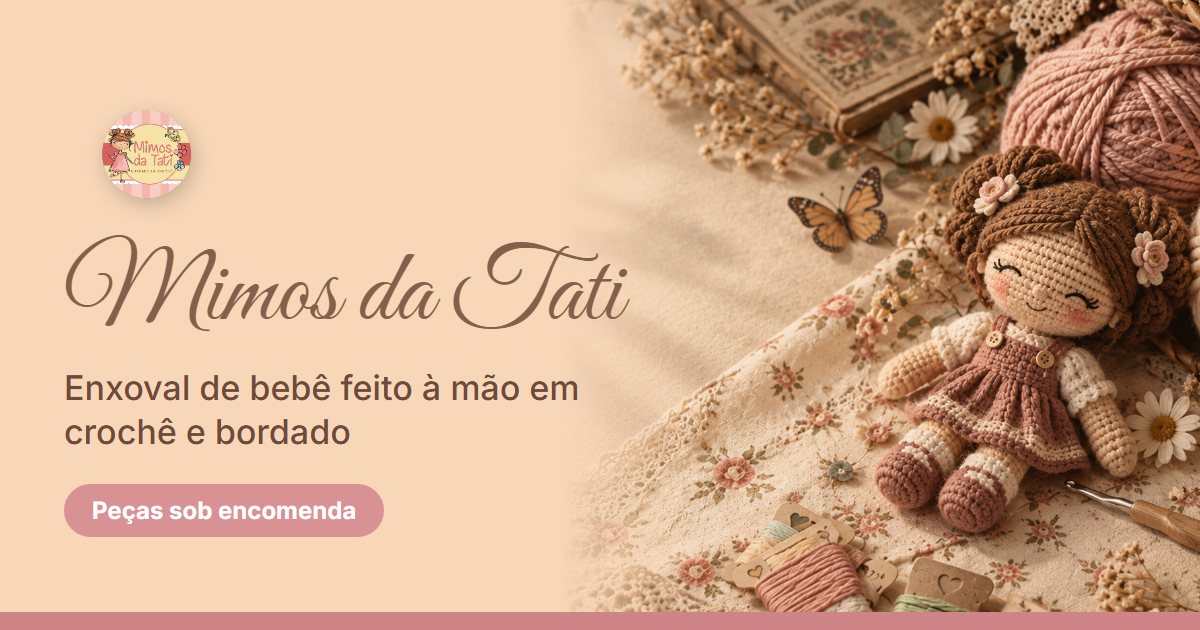 Mimos
da Tati
Mimos da Tati
Enxoval de bebê feito à mão em
crochê e bordado
Peças sob encomenda